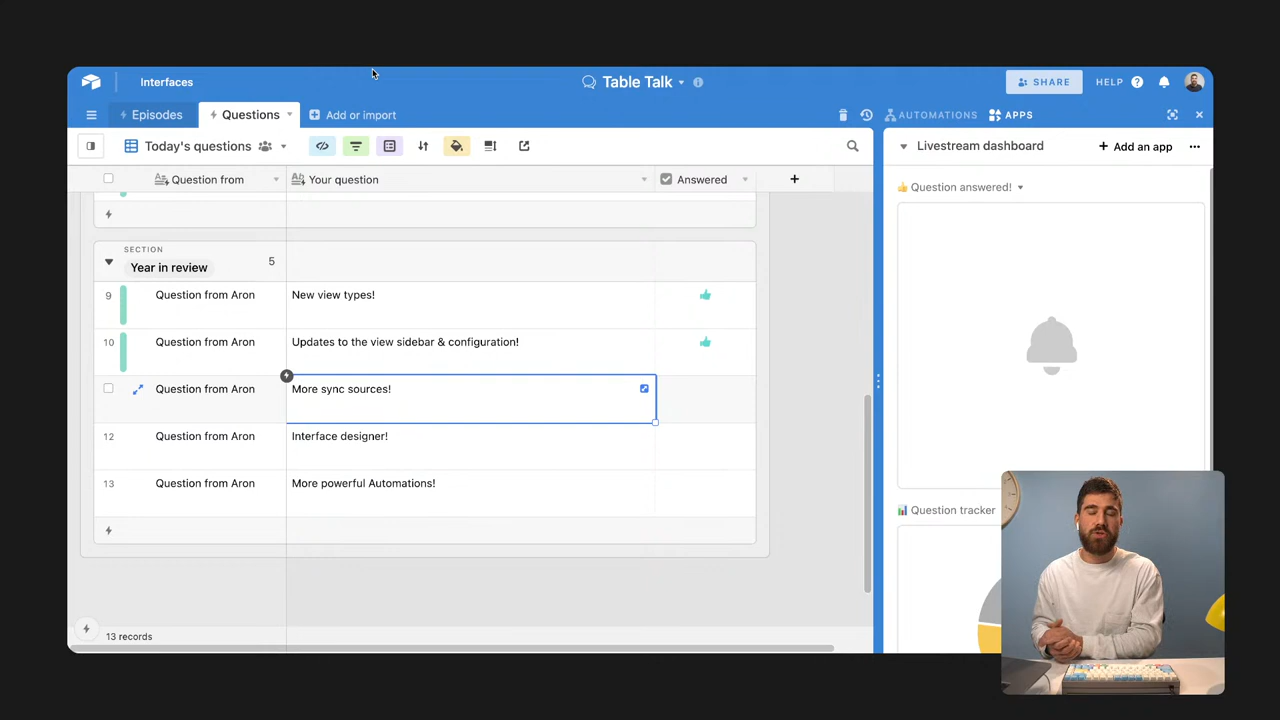 Interfaces
Table Talk
SHARE
HELP
Episodes
Questions
Add or import
AUTOMATIONS
APPS
Today's questions
Livestream dashboard
Add an app
Question from
Your question
Answered
👍 Question answered!
SECTION
Year in review
5
9 Question from Aron New view types!
10 Question from Aron Updates to the view sidebar & configuration!
Question from Aron More sync sources!
12 Question from Aron Interface designer!
13 Question from Aron More powerful Automations!
📊 Question tracker
13 records